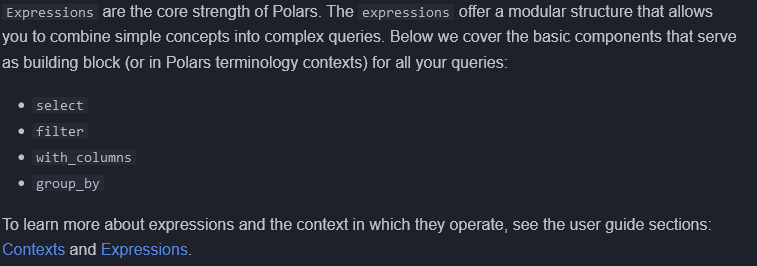 Expressions are the core strength of Polars. The expressions offer a modular structure that allows
you to combine simple concepts into complex queries. Below we cover the basic components that serve
as building block (or in Polars terminology contexts) for all your queries:
• select
• filter
• with_columns
• group_by
To learn more about expressions and the context in which they operate, see the user guide sections:
Contexts and Expressions.